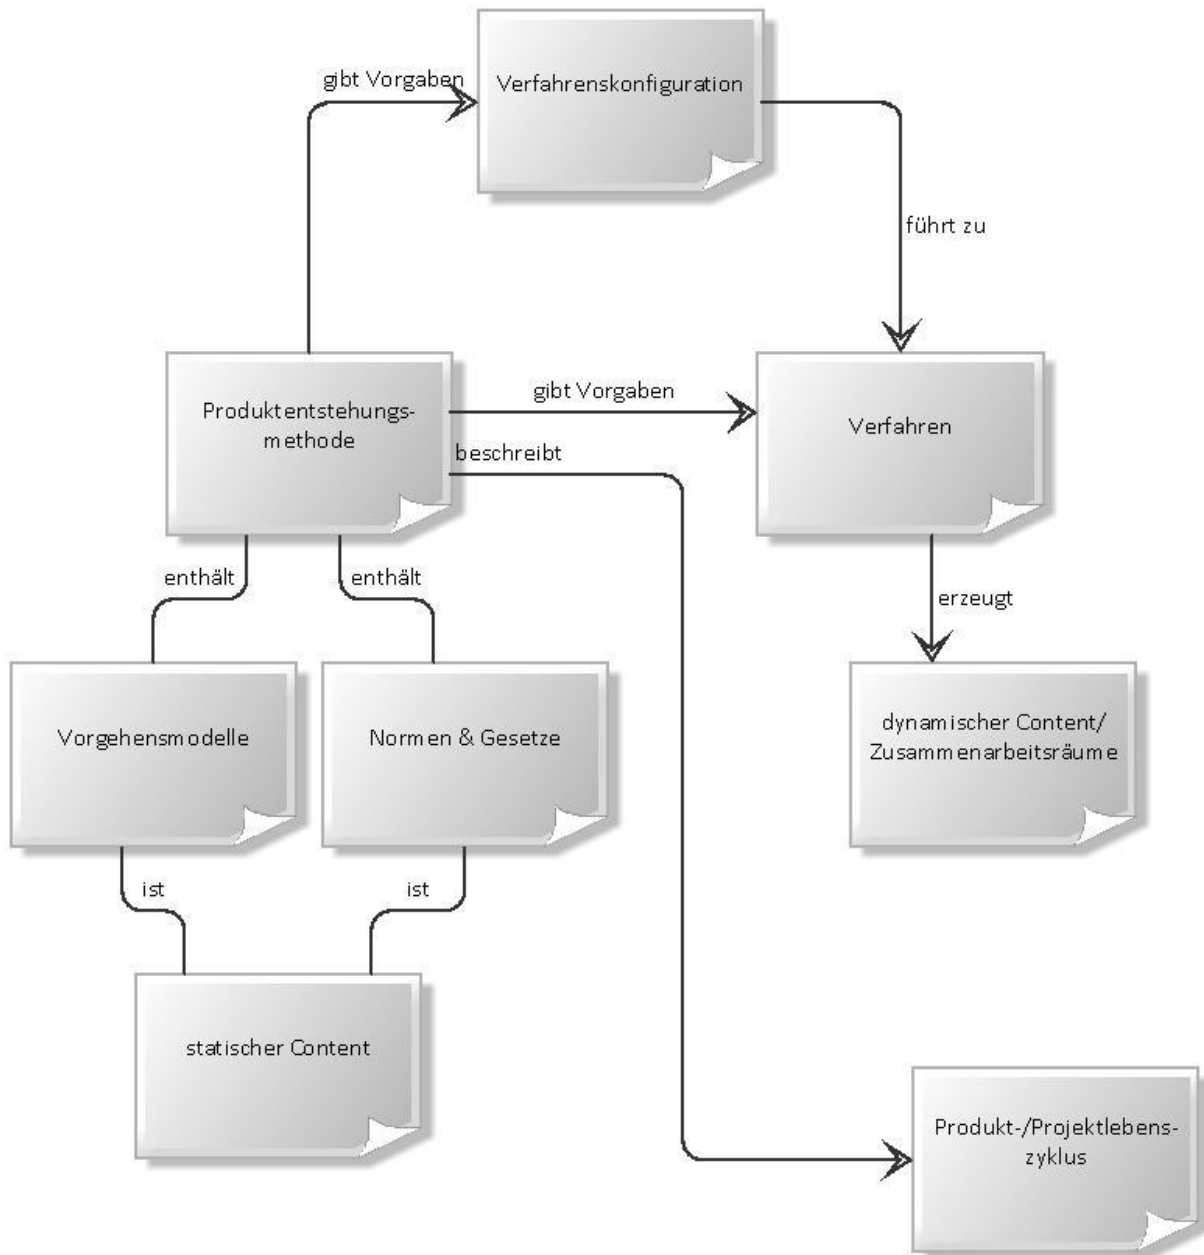 gibt Vorgaben
Verfahrenskonfiguration
führt zu
Produktentstehungs-
methode
gibt Vorgaben
beschreibt
Verfahren
enthält
enthält
erzeugt
Vorgehensmodelle
Normen & Gesetze
dynamischer Content/
Zusammenarbeitsräume
ist
ist
statischer Content
Produkt-/Projektlebens-
zyklus